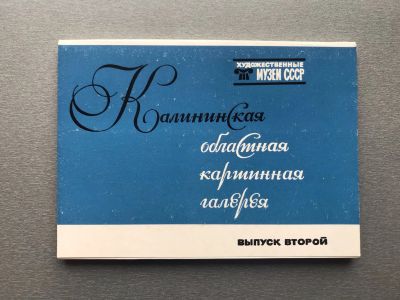 ХУДОЖЕСТВЕННЫЕ
МУЗЕИ СССР
Калининская
областная
картинная
галерея
ВЫПУСК ВТОРОЙ